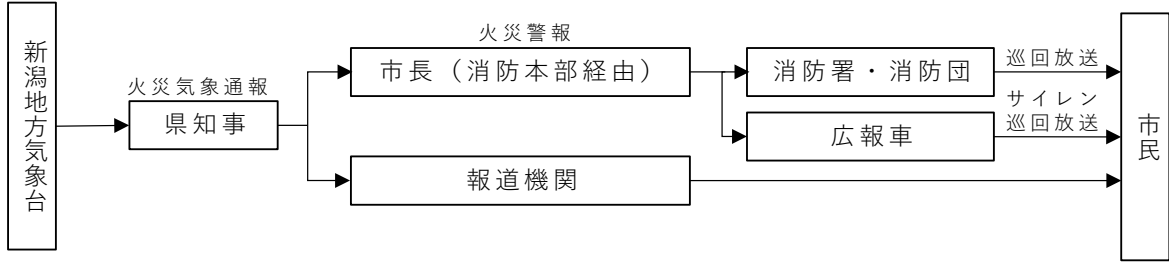 新潟地方気象台
火災気象通報
県知事
火災警報
市長（消防本部経由）
報道機関
消防署・消防団
広報車
巡回放送
サイレン
巡回放送
市民